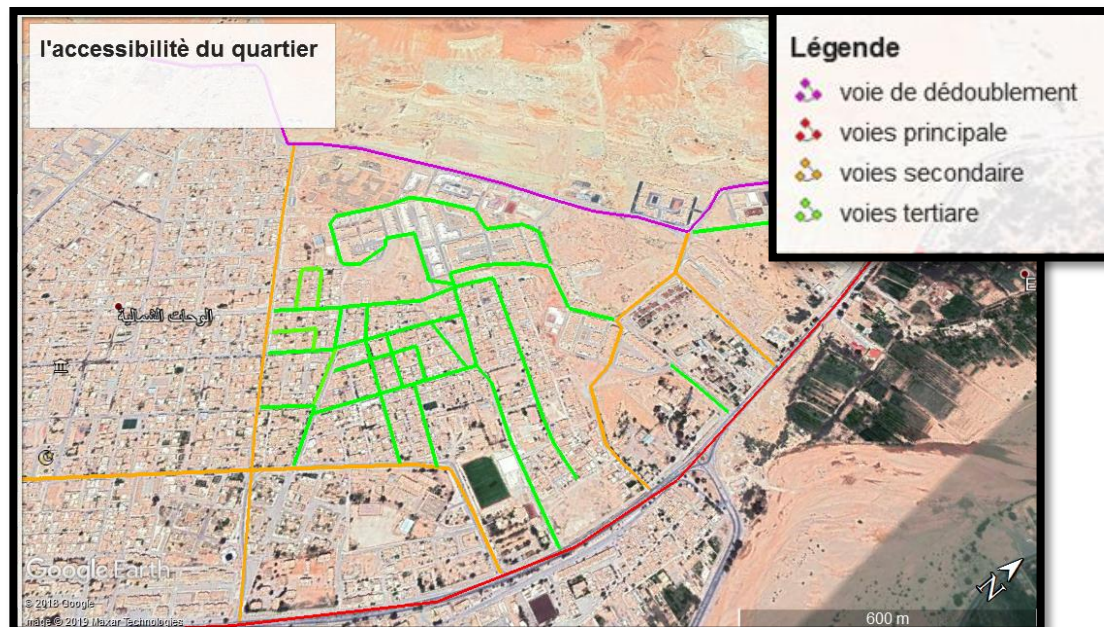 l'accessibilitè du quartier
Légende
voie de dédoublement
voies principale
voies secondaire
voies tertiare
E
الوحات الشمالية
Google Earth
© 2018 Google
Image © 2019 Maxar Technologies
600 m
N